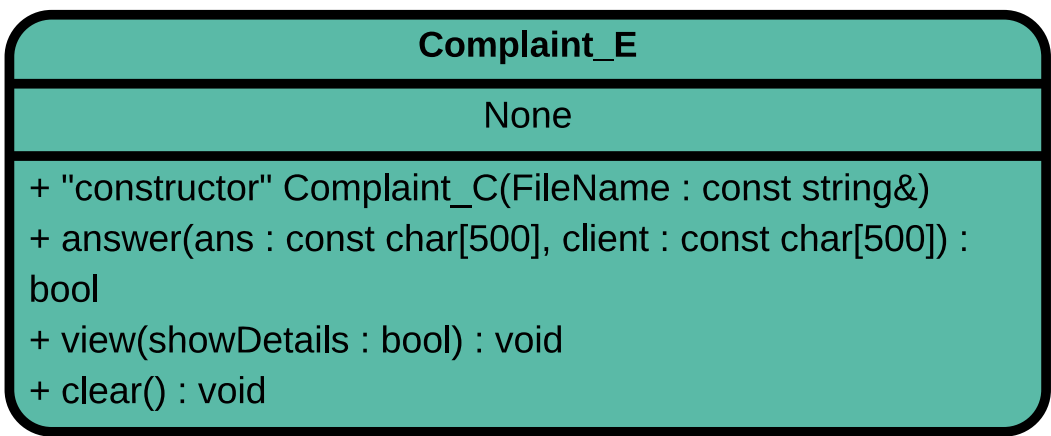 Complaint_E
None
+ "constructor" Complaint_C(FileName : const string&)
+ answer(ans : const char[500], client : const char[500]) :
bool
+ view(showDetails : bool) : void
+ clear() : void